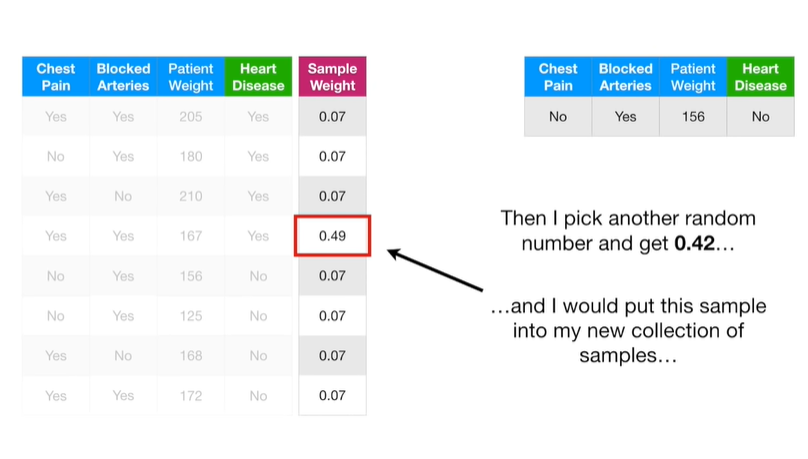 Chest Pain Blocked Arteries Patient Weight Heart Disease Sample Weight
Yes Yes 205 Yes 0.07
No Yes 180 Yes 0.07
Yes No 210 Yes 0.07
Yes Yes 167 Yes 0.49
No Yes 156 No 0.07
No Yes 125 No 0.07
Yes No 168 No 0.07
Yes Yes 172 No 0.07
Chest Pain Blocked Arteries Patient Weight Heart Disease
No Yes 156 No
Then I pick another random
number and get 0.42…
…and I would put this sample
into my new collection of
samples…